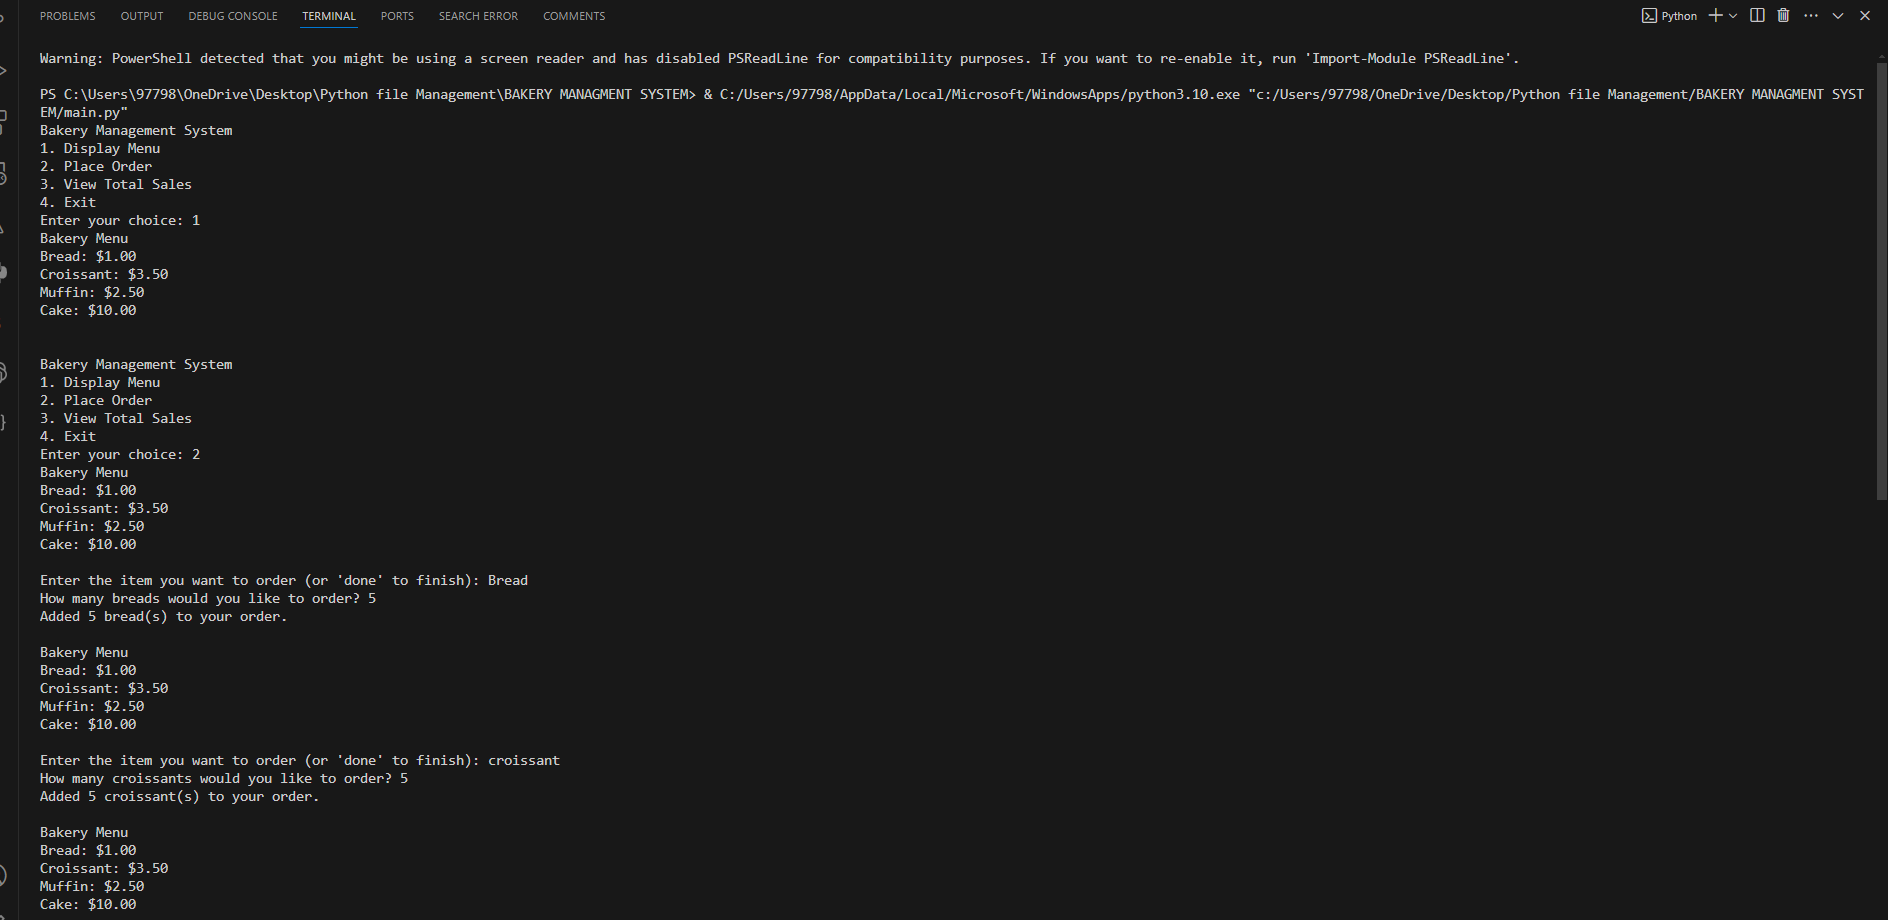 PROBLEMS OUTPUT DEBUG CONSOLE TERMINAL PORTS SEARCH ERROR COMMENTS Python
Warning: PowerShell detected that you might be using a screen reader and has disabled PSReadLine for compatibility purposes. If you want to re-enable it, run 'Import-Module PSReadLine'.
PS C:\Users\97798\OneDrive\Desktop\Python file Management\BAKERY MANAGMENT SYSTEM> & C:/Users/97798/AppData/Local/Microsoft/WindowsApps/python3.10.exe "c:/Users/97798/OneDrive/Desktop/Python file Management/BAKERY MANAGMENT SYST
EM/main.py"
Bakery Management System
1. Display Menu
2. Place Order
3. View Total Sales
4. Exit
Enter your choice: 1
Bakery Menu
Bread: $1.00
Croissant: $3.50
Muffin: $2.50
Cake: $10.00
Bakery Management System
1. Display Menu
2. Place Order
3. View Total Sales
4. Exit
Enter your choice: 2
Bakery Menu
Bread: $1.00
Croissant: $3.50
Muffin: $2.50
Cake: $10.00
Enter the item you want to order (or 'done' to finish): Bread
How many breads would you like to order? 5
Added 5 bread(s) to your order.
Bakery Menu
Bread: $1.00
Croissant: $3.50
Muffin: $2.50
Cake: $10.00
Enter the item you want to order (or 'done' to finish): croissant
How many croissants would you like to order? 5
Added 5 croissant(s) to your order.
Bakery Menu
Bread: $1.00
Croissant: $3.50
Muffin: $2.50
Cake: $10.00